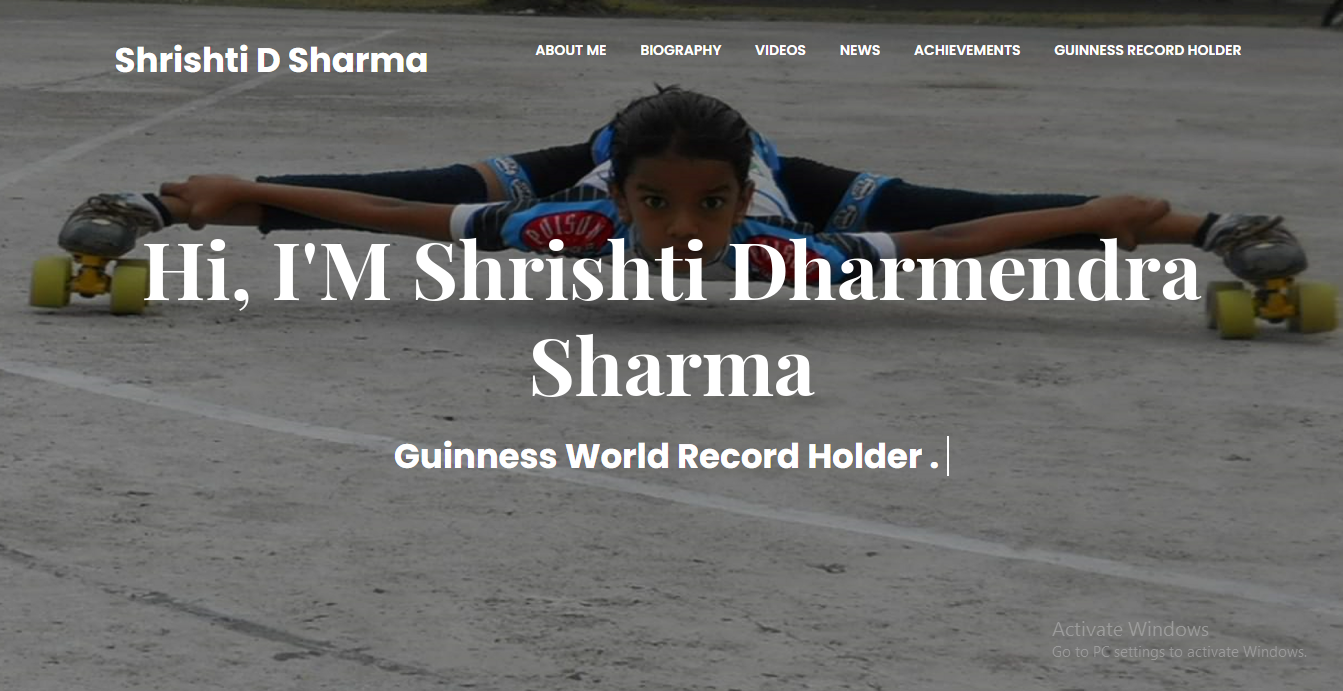 Shrishti D Sharma
ABOUT ME BIOGRAPHY VIDEOS NEWS ACHIEVEMENTS GUINNESS RECORD HOLDER
POISON
Hi, I'M Shrishti Dharmendra
Sharma
Guinness World Record Holder .
Activate Windows
Go to PC settings to activate Windows.